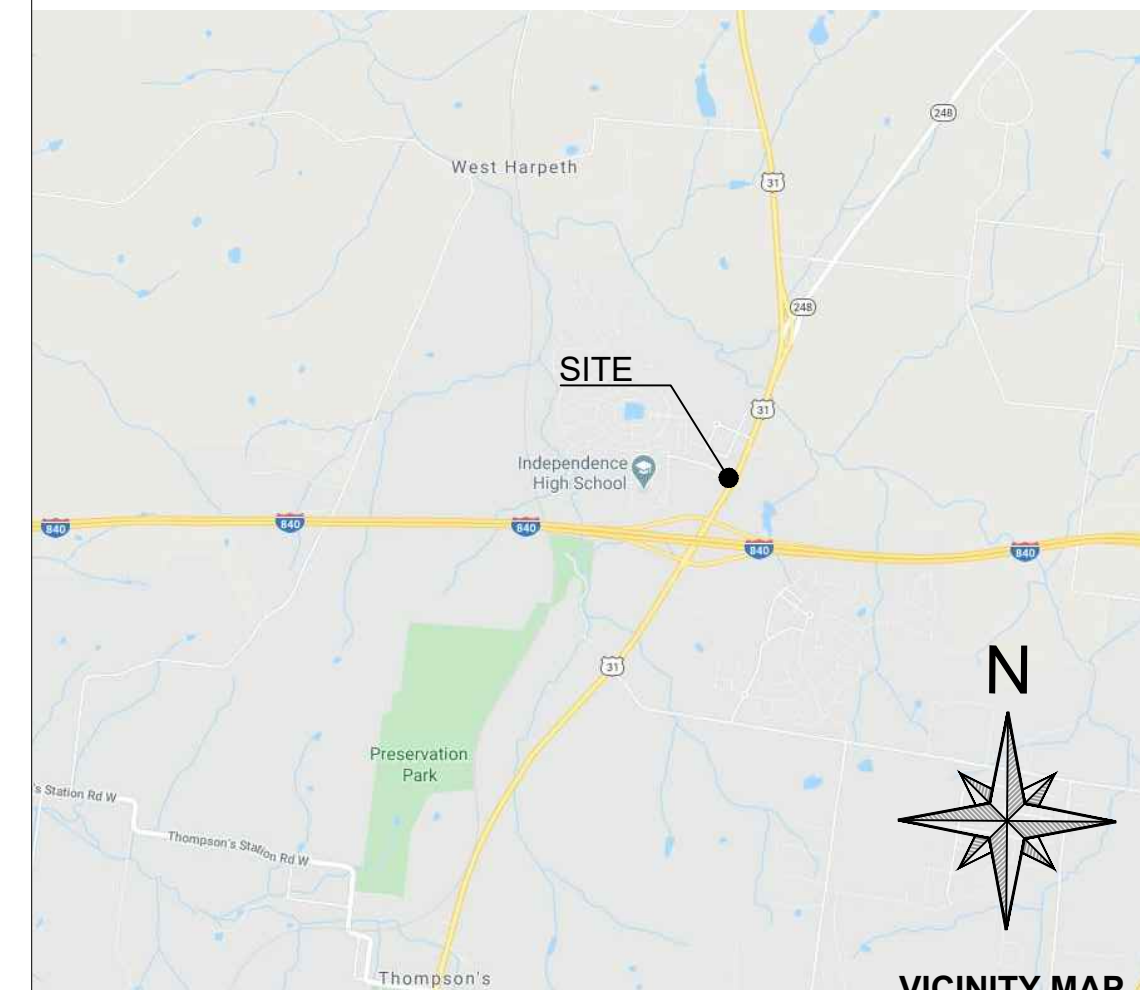 248
West Harpeth
31
248
SITE
31
Independence
High School
840
840
840
840
840
N
31
Preservation
Park
's Station Rd W
Thompson's Station Rd W
VICINITY MAP
Thompson's